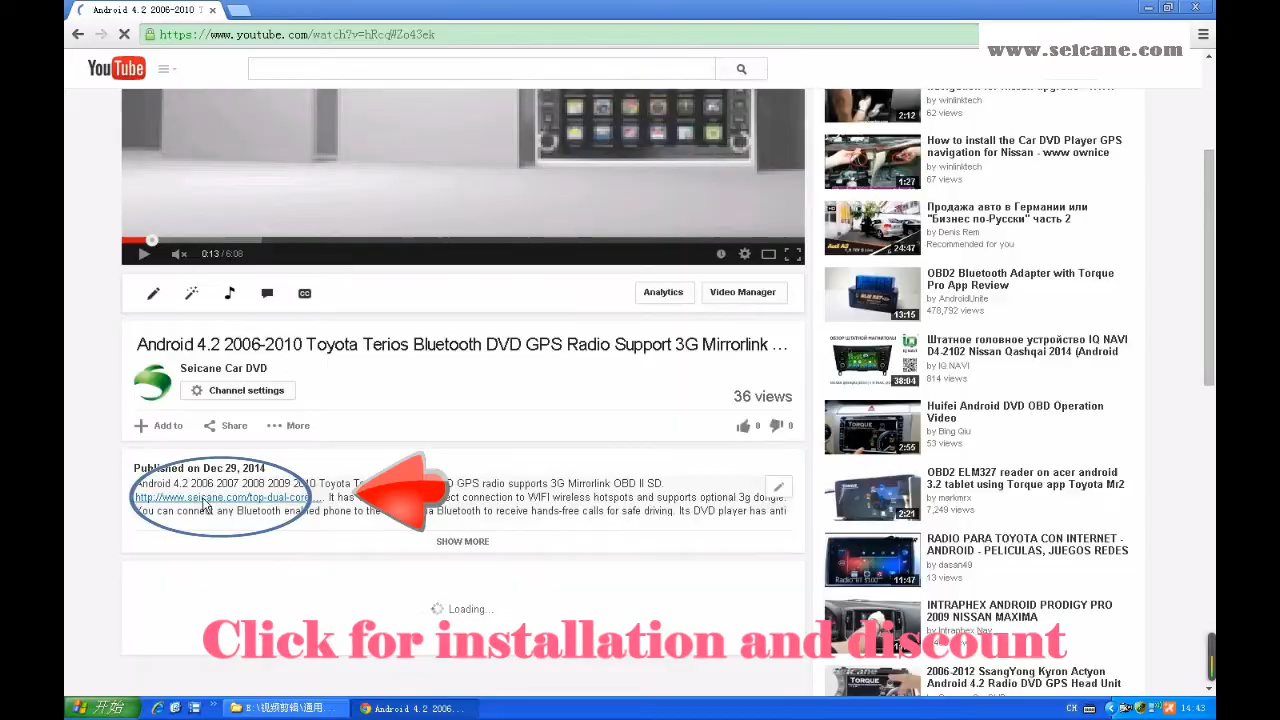 Android 4.2 2006-2010 T
https://www.youtube.com/watch?v=hRcqWZo43ek
www.seicane.com
YouTube
by winlinktech
62 views
2:12
How to install the Car DVD Player GPS
navigation for Nissan - www ownice
by winlinktech
67 views
1:27
Продажа авто в Германии или
"Бизнес по-Русски" часть 2
by Denis Rem
Recommended for you
24:47
OBD2 Bluetooth Adapter with Torque
Pro App Review
by AndroidUnite
478,792 views
13:15
Штатное головное устройство IQ NAVI
D4-2102 Nissan Qashqai 2014 (Android
by IQ NAVI
814 views
38:04
Huifei Android DVD OBD Operation
Video
by Bing Qiu
53 views
2:55
OBD2 ELM327 reader on acer android
3.2 tablet using Torque app Toyota Mr2
by markmrx
7,249 views
2:21
RADIO PARA TOYOTA CON INTERNET -
ANDROID - PELICULAS, JUEGOS REDES
by dasan49
13 views
11:47
INTRAPHEX ANDROID PRODIGY PRO
2009 NISSAN MAXIMA
by Intraphex Nav
2006-2012 SsangYong Kyron Actyon
Android 4.2 Radio DVD GPS Head Unit
0:13 / 6:08
Analytics
Video Manager
Android 4.2 2006-2010 Toyota Terios Bluetooth DVD GPS Radio Support 3G Mirrorlink ...
Seicane Car DVD
Channel settings
36 views
Add to
Share
More
0
0
Published on Dec 29, 2014
Android 4.2 2006 2007 2008 2009 2010 Toyota GPS radio supports 3G Mirrorlink OBD II SD.
http://www.seicane.com/top-dual-core... . It has connection to WIFI wireless hotspots and supports optional 3g dongle.
You can connect any Bluetooth enabled phone to the Bluetooth to receive hands-free calls for safe driving. Its DVD player has anti
SHOW MORE
Loading...
Click for installation and discount
开始
E:\视频剪辑\通用...
Android 4.2 2006...
CH
14:43